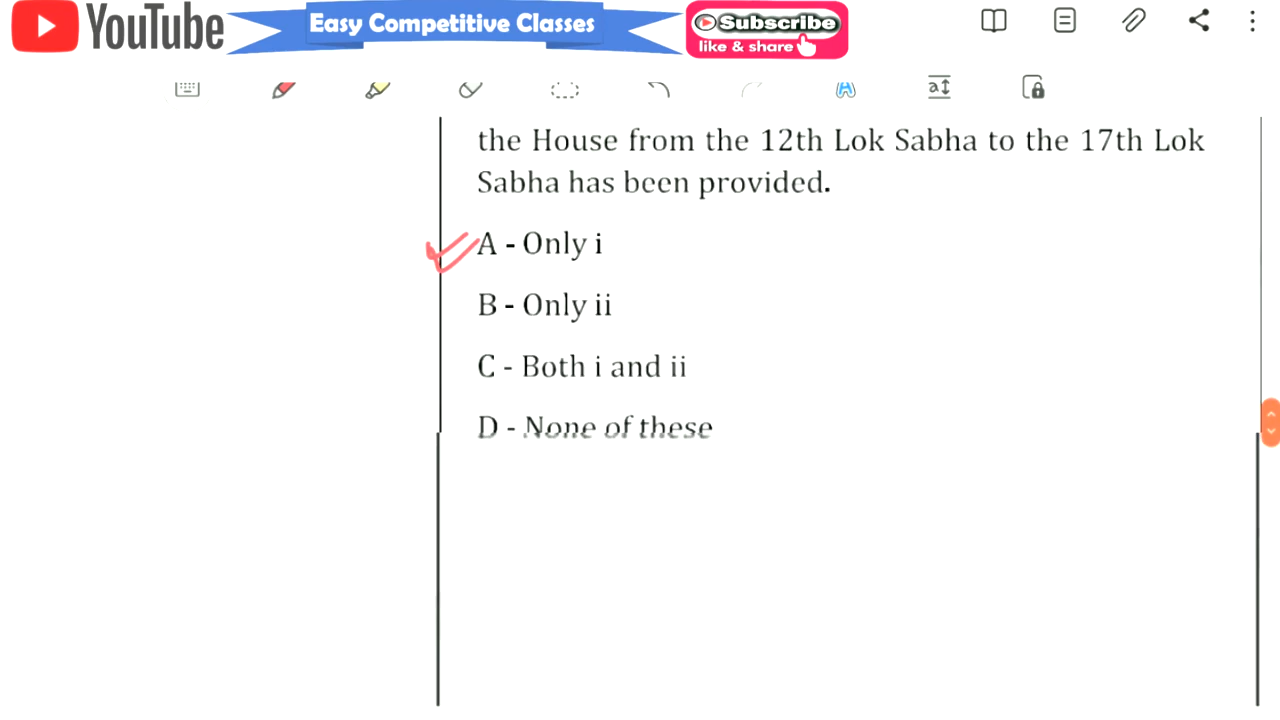 YouTube
Easy Competitive Classes
Subscribe
like & share
the House from the 12th Lok Sabha to the 17th Lok
Sabha has been provided.
A - Only i
B - Only ii
C - Both i and ii
D - None of these